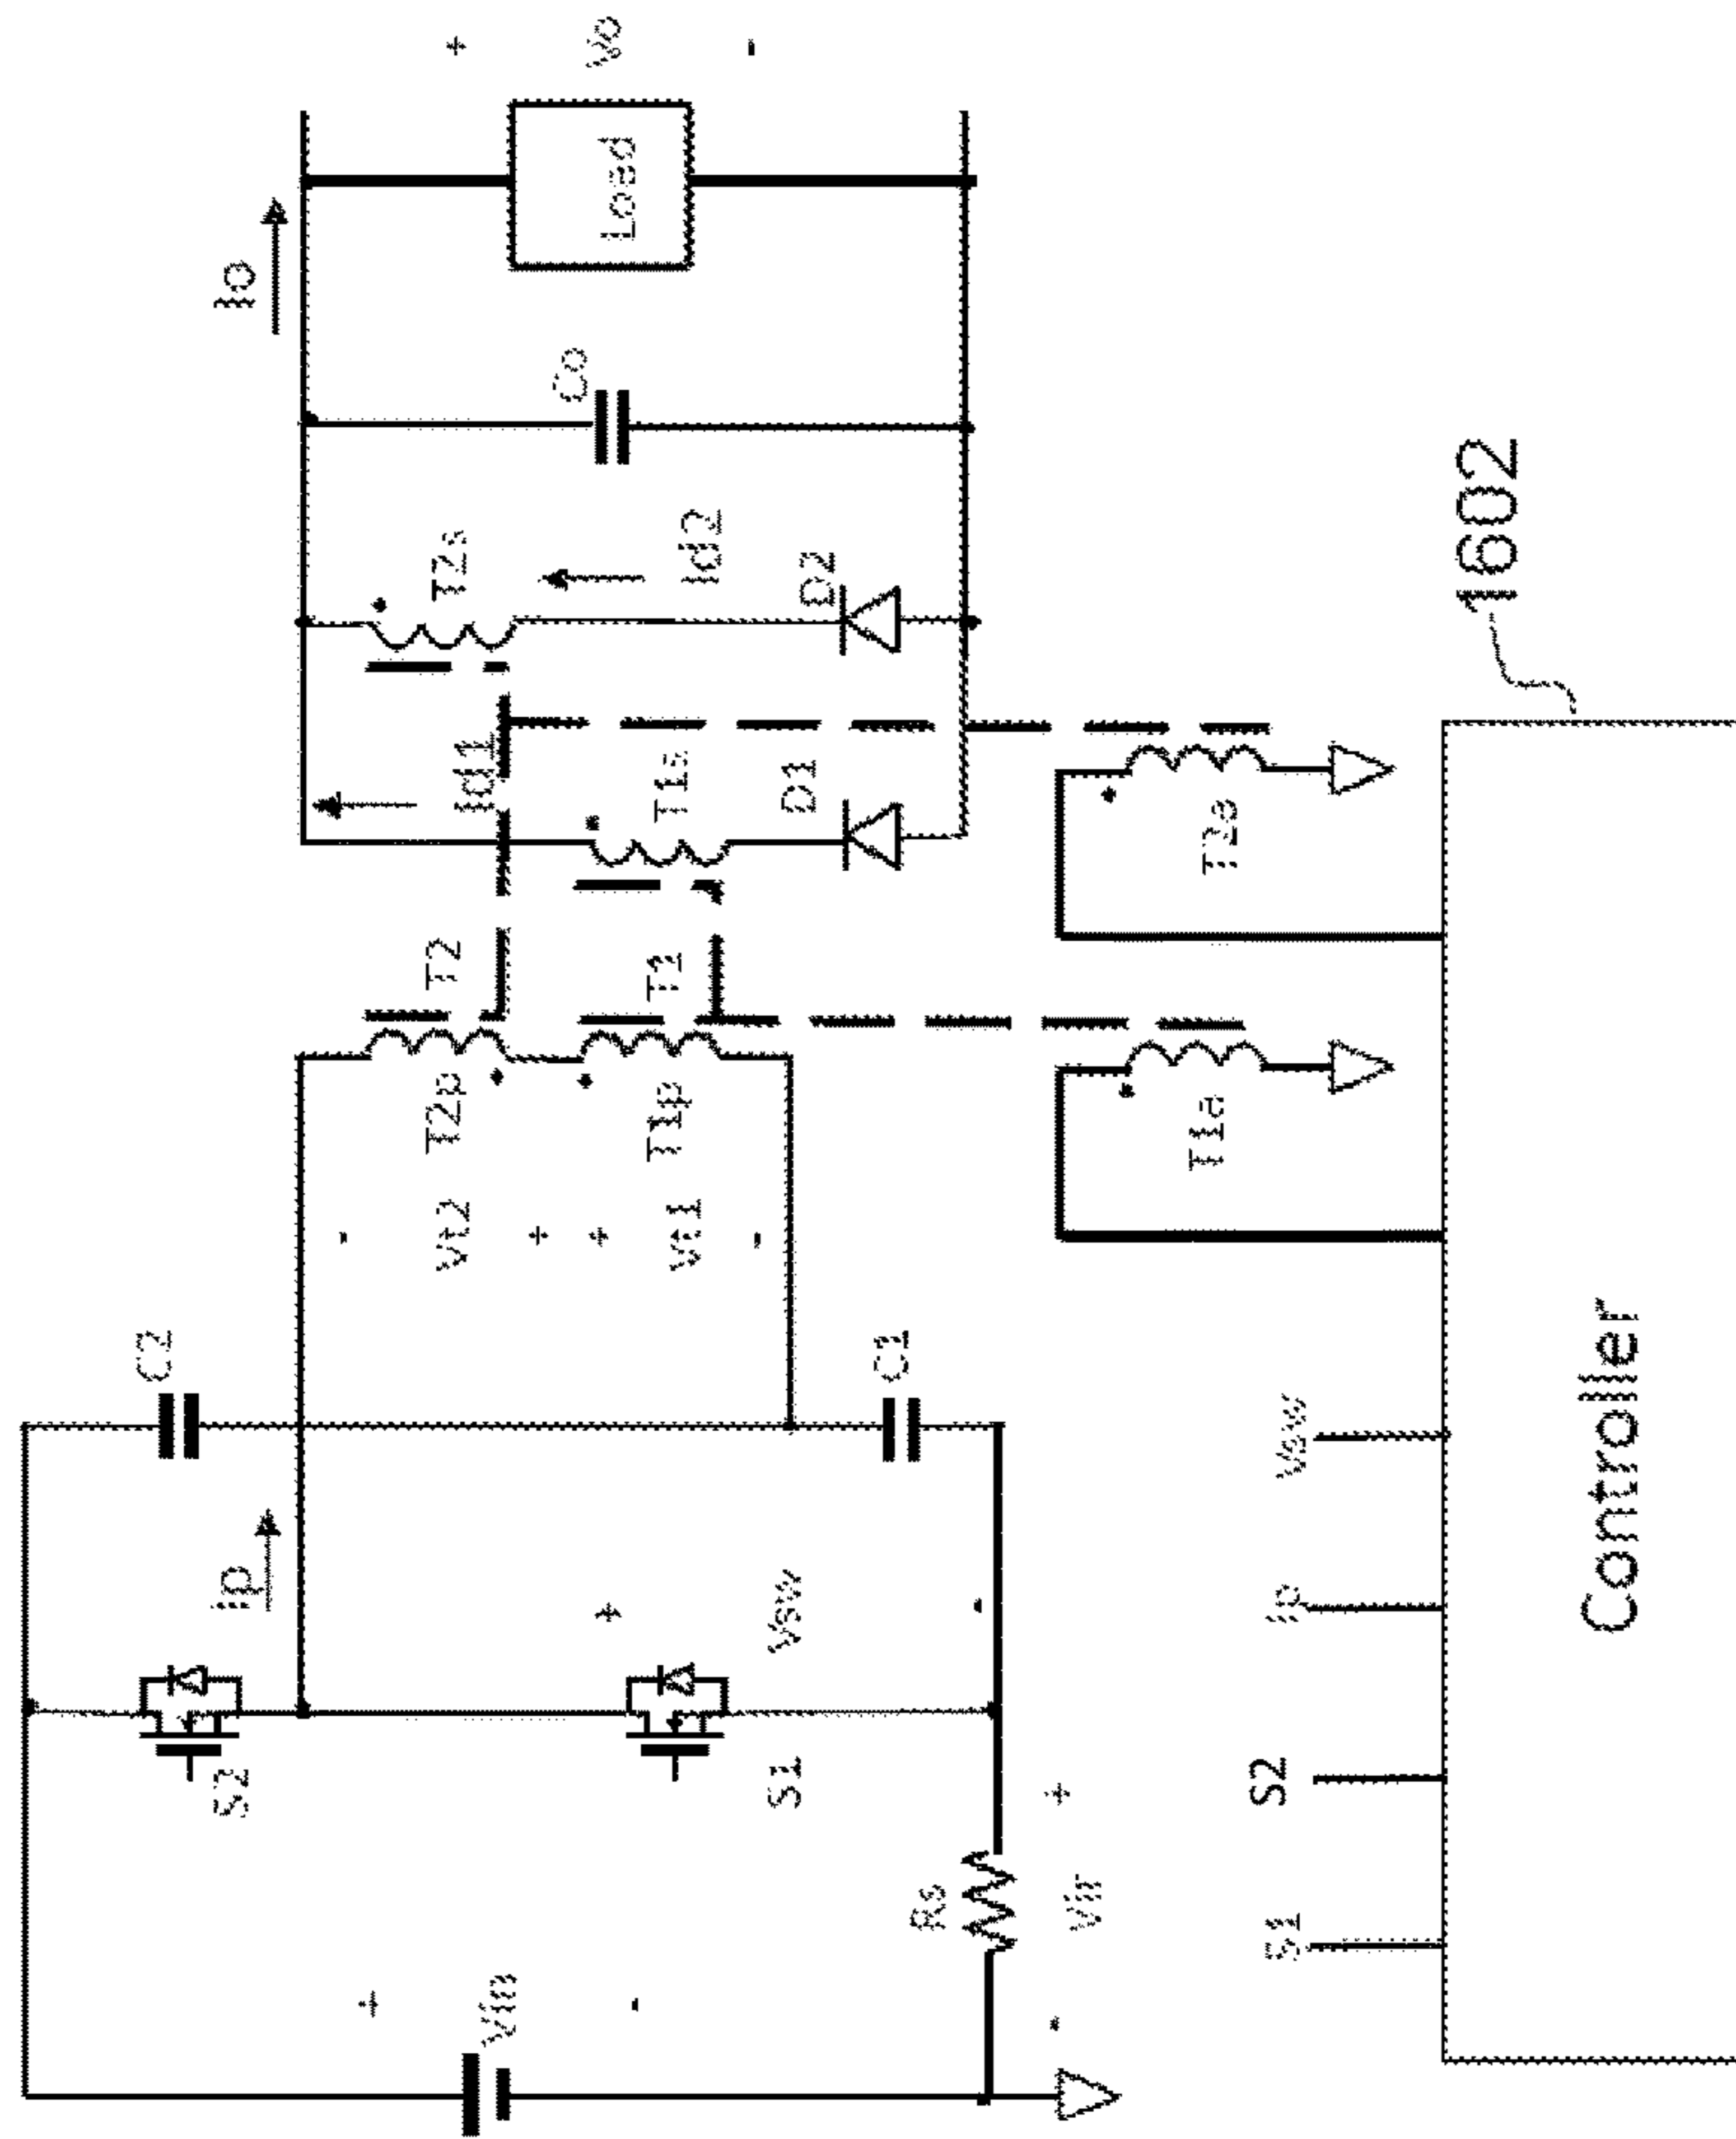 Vin
+
-
Rs
- Vir +
S2
S1
ip
+
Vsw
-
C2
C1
-
Vt2
+
+
Vt1
-
T2p
T1p
T2
T1
Id1
T1s
D1
T2s
Id2
D2
Co
Io
Load
+
Vo
-
T1a
T2a
S1
S2
ip
Vsw
Controller
1602